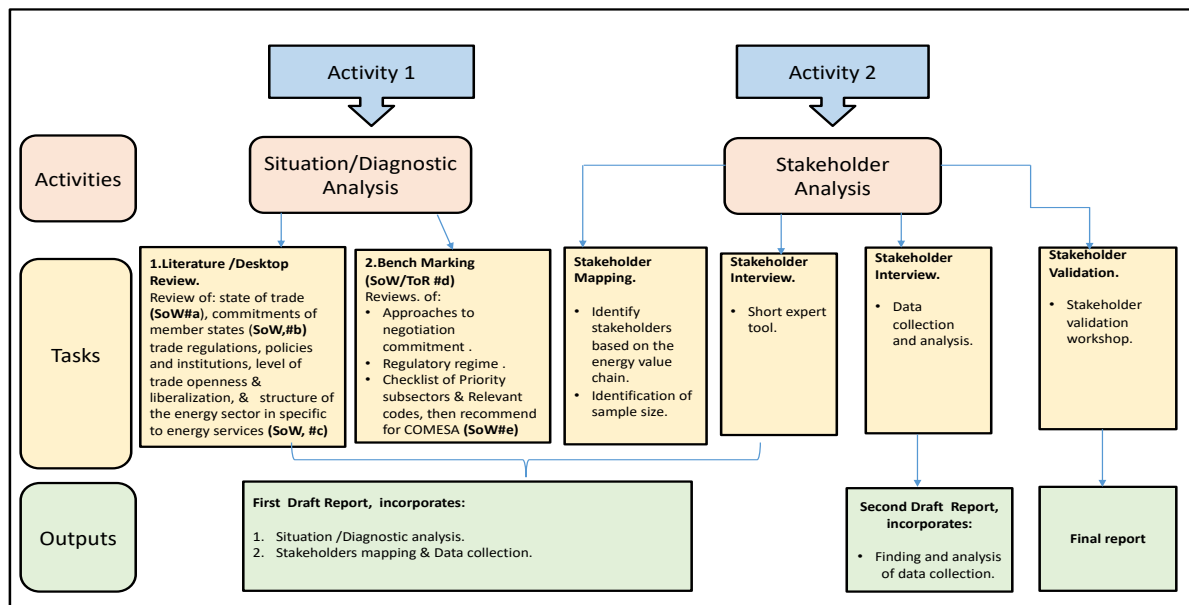 Activity 1
Activity 2
Activities
Situation/Diagnostic
Analysis
Stakeholder
Analysis
Tasks
1.Literature /Desktop
Review.
Review of: state of trade
(SoW#a), commitments of
member states (SoW,#b)
trade regulations, policies
and institutions, level of
trade openness &
liberalization, & structure of
the energy sector in specific
to energy services (SoW, #c)
2.Bench Marking
(SoW/ToR #d)
Reviews. of:
• Approaches to
negotiation
commitment .
• Regulatory regime .
• Checklist of Priority
subsectors & Relevant
codes, then recommend
for COMESA (SoW#e)
Stakeholder
Mapping.
• Identify
stakeholders
based on the
energy value
chain.
• Identification of
sample size.
Stakeholder
Interview.
• Short expert
tool.
Stakeholder
Interview.
• Data
collection
and analysis.
Stakeholder
Validation.
• Stakeholder
validation
workshop.
Outputs
First Draft Report, incorporates:
1. Situation /Diagnostic analysis.
2. Stakeholders mapping & Data collection.
Second Draft Report,
incorporates:
• Finding and analysis
of data collection.
Final report